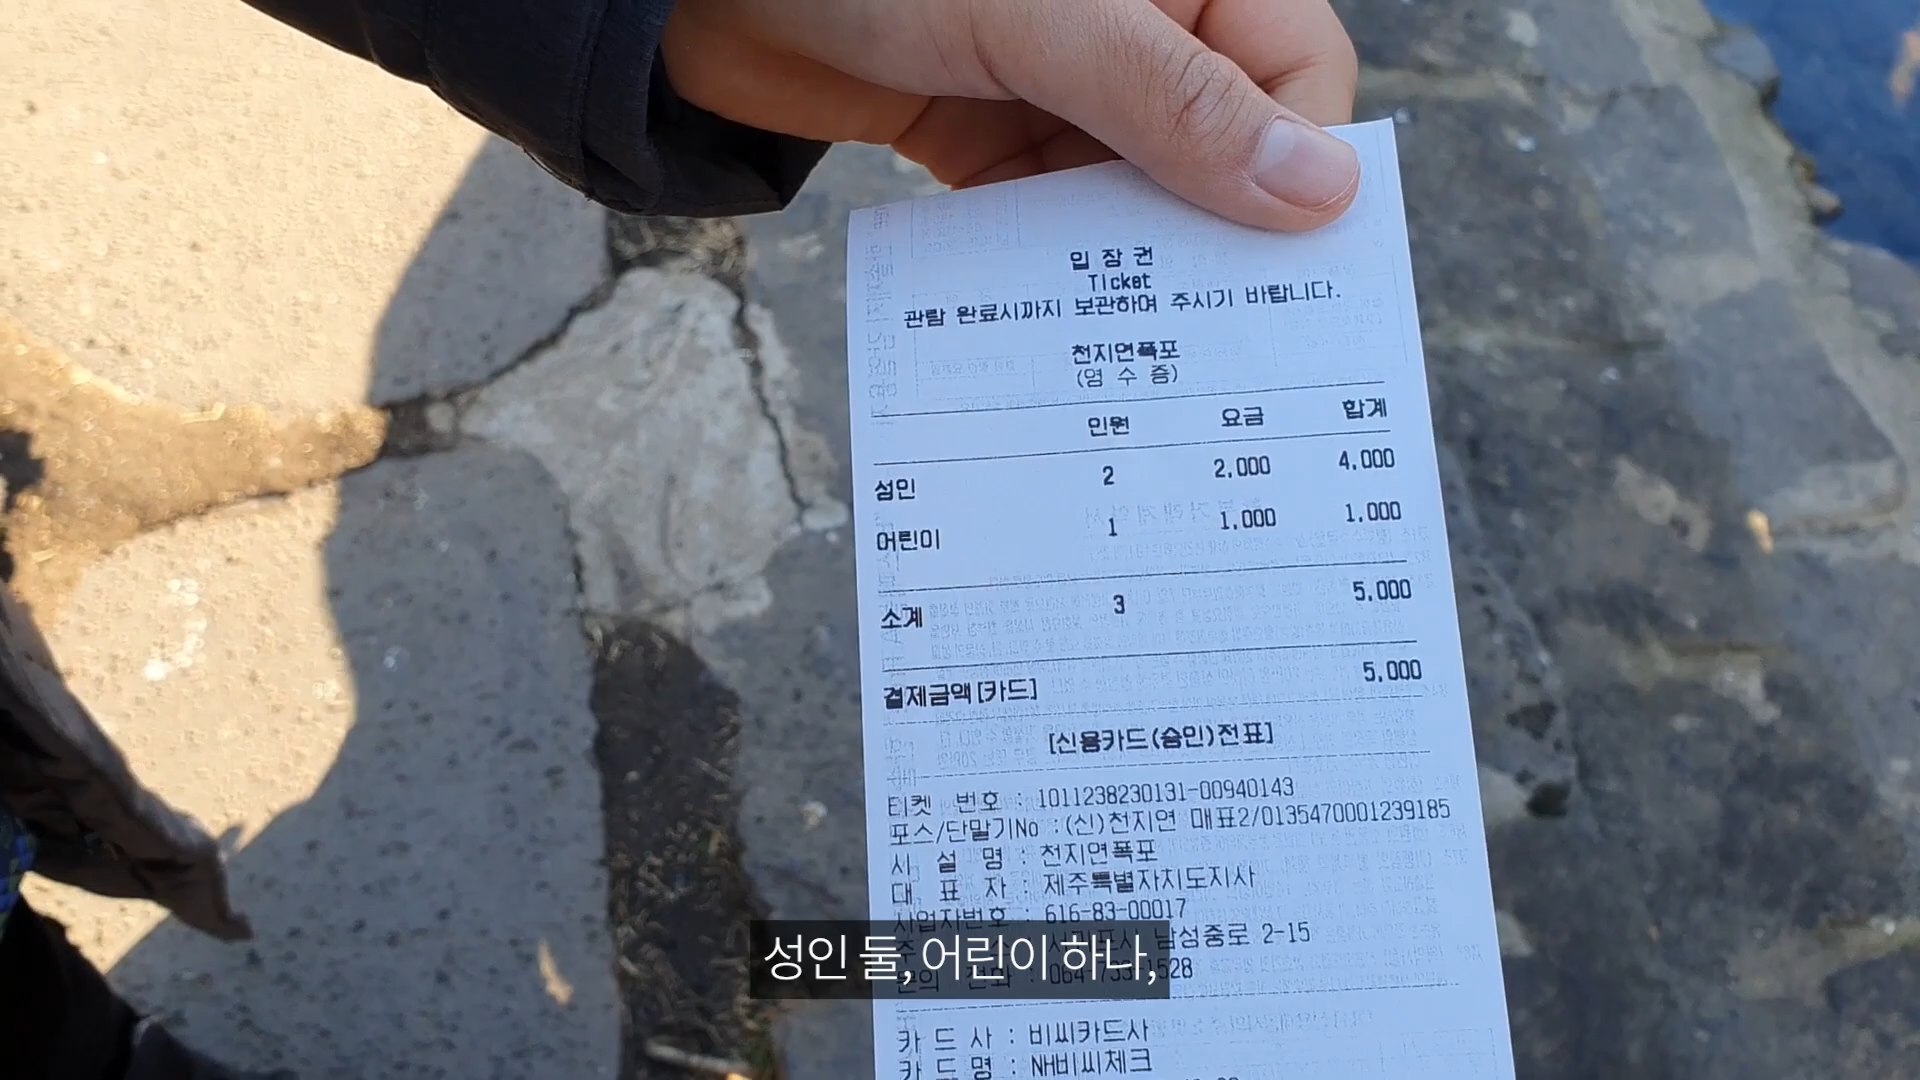 입 장 권
Ticket
관람 완료시까지 보관하여 주시기 바랍니다.
천지연폭포
(영 수 증)
인원 요금 합계
성인 2 2,000 4,000
어린이 1 1,000 1,000
소계 3 5,000
결제금액[카드] 5,000
[신용카드(승인)전표]
티켓 번호 : 1011238230131-00940143
포스/단말기No :(신)천지연 매표2/0135470001239185
시 설 명 : 천지연폭포
대 표 자 : 제주특별자치도지사
사업자번호 : 616-83-00017
남성중로 2-15
성인 둘, 어린이 하나,
카 드 사 : 비씨카드사
카 드 명 : NH비씨체크